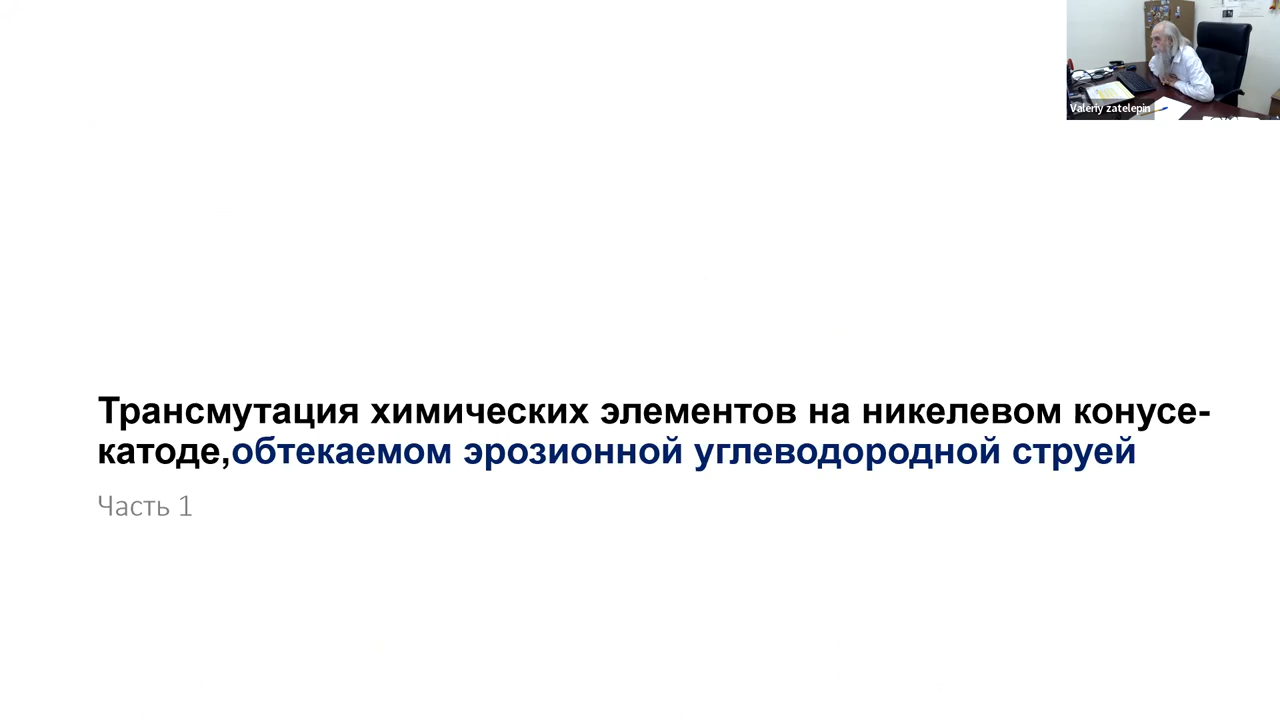 Valeriy zatelepin
Трансмутация химических элементов на никелевом конусе-
катоде,обтекаемом эрозионной углеводородной струей
Часть 1